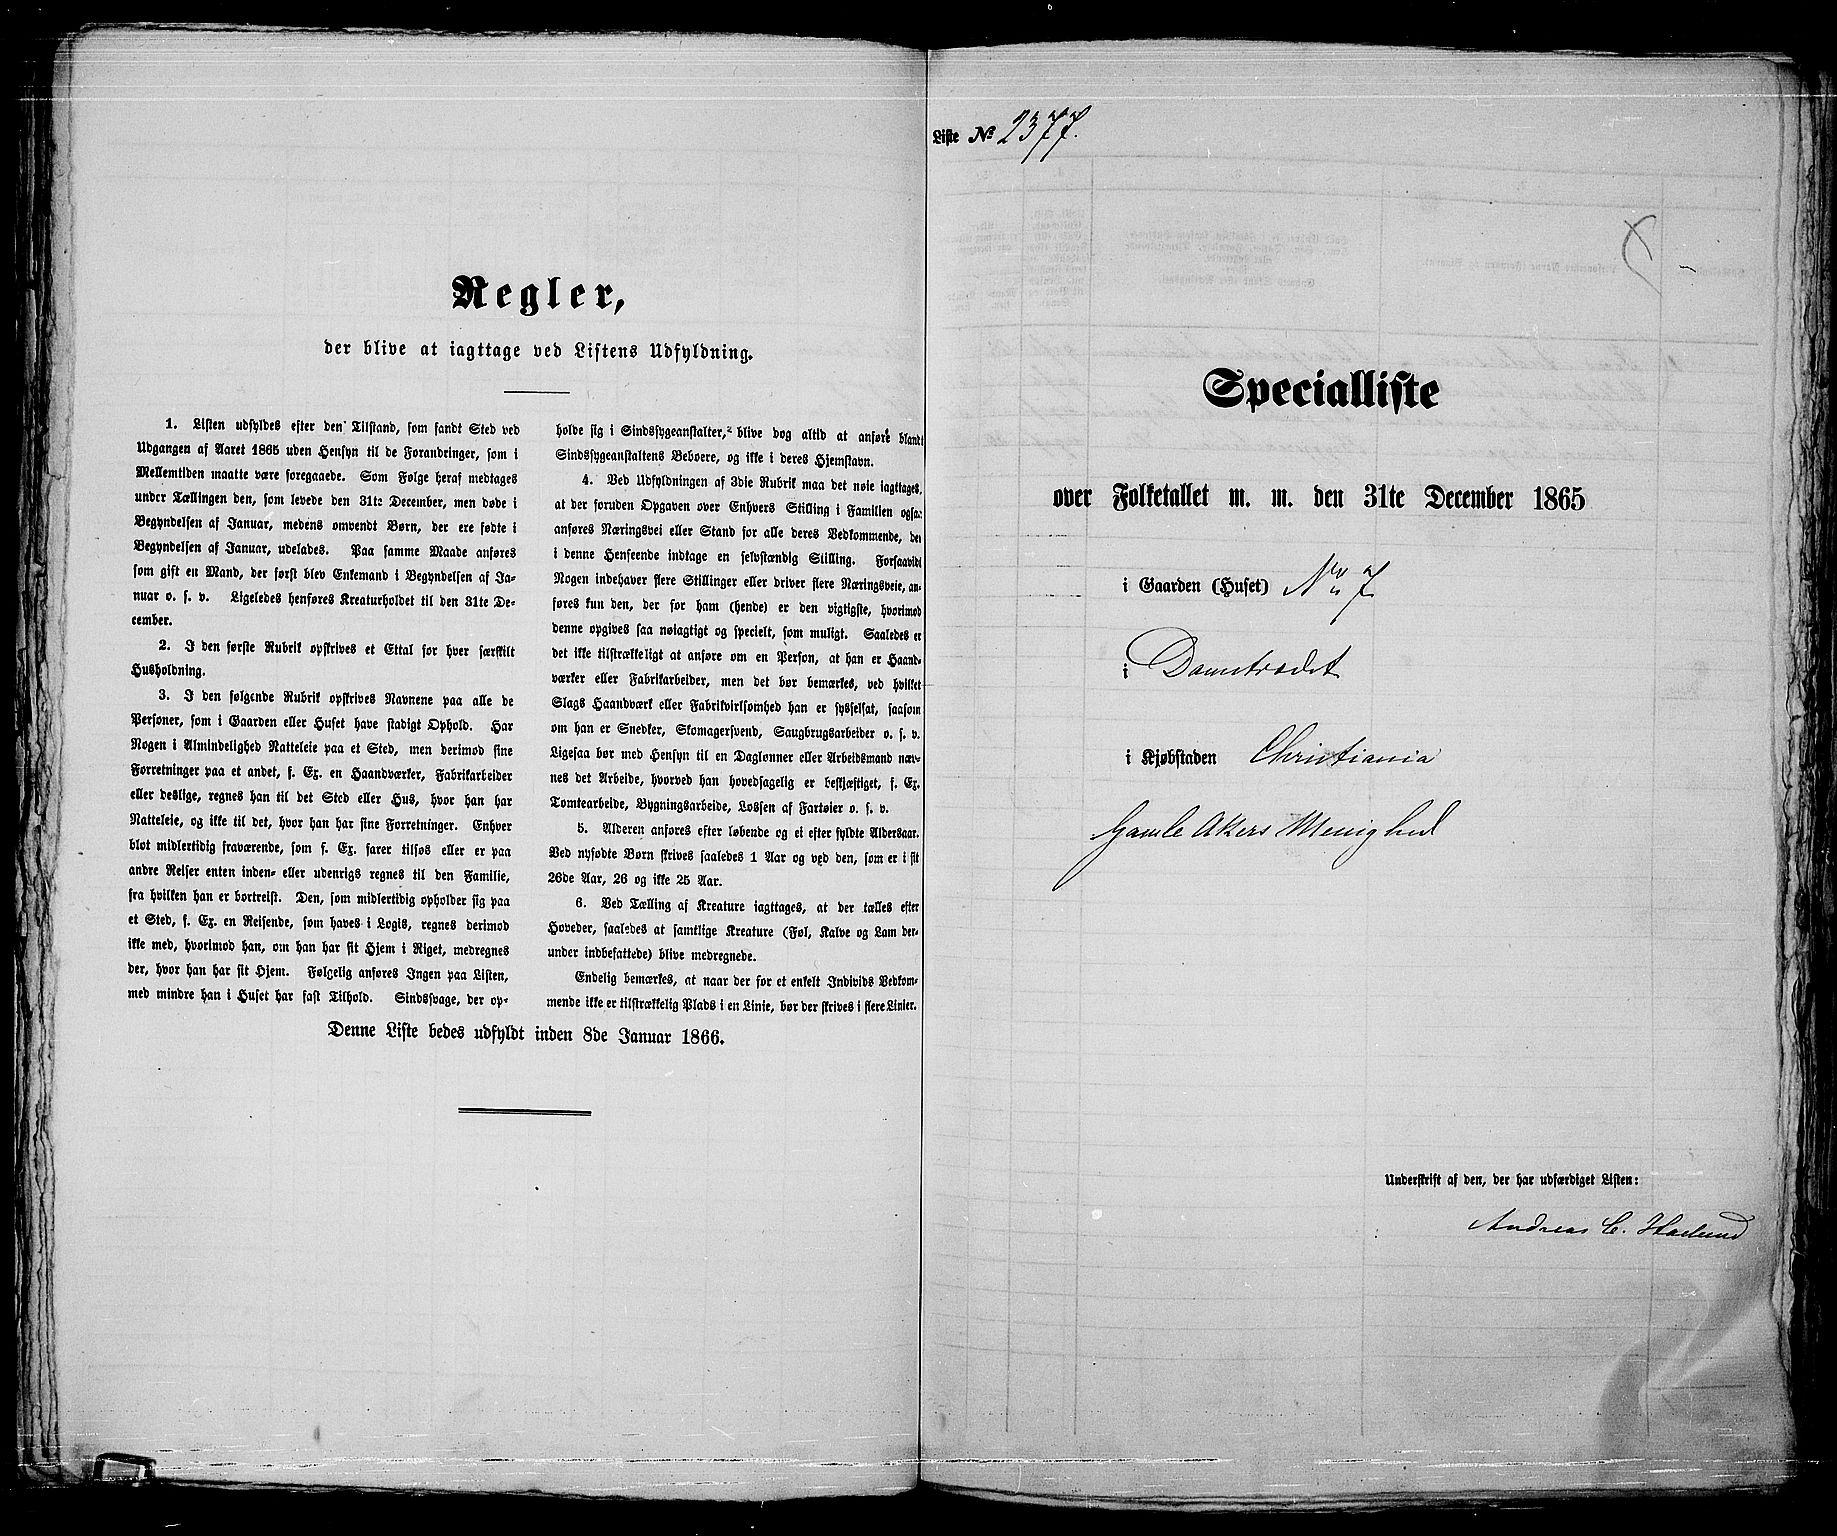 Regler,
der blive at iagttage ved Listens Udfyldning.
1. Listen udfyldes efter den Tilstand, som fandt Sted ved
Udgangen af Aaret 1865 uden Hensyn til de Forandringer, som i
Mellemtiden maatte være foregaaede. Som Følge heraf medtages
under Tællingen den, som levede den 31te December, men døde i
Begyndelsen af Januar, medens omvendt Børn, der ere fødte i
Begyndelsen af Januar, udelades. Paa samme Maade anføres
som gift en Mand, der først blev Enkemand i Begyndelsen af Ja-
nuar o. s. v. Ligeledes henføres Kreaturholdet til den 31te De-
cember.
2. I den første Rubrik opskrives et Ettal for hver særskilt
Husholdning.
3. I den følgende Rubrik opskrives Navnene paa alle de
Personer, som i Gaarden eller Huset have stadigt Ophold. Har
Nogen i Almindelighed Natteleie paa et Sted, men derimod sine
Forretninger paa et andet, f. Ex. en Haandværker, Fabrikarbeider
eller deslige, regnes han til det Sted eller Hus, hvor han har
Natteleie, og ikke til det, hvor han har sine Forretninger. Enhver
blot midlertidig fraværende, som f. Ex. farer tilsøs eller er paa
andre Reiser enten inden- eller udenrigs regnes til den Familie,
fra hvilken han er bortreist. Den, som midlertidig opholder sig paa
et Sted, f. Ex. en Reisende, som haves i Logis, regnes derimod
ikke med, hvorimod han, om han har sit Hjem i Riget, medregnes
der, hvor han har sit Hjem. Følgelig anføres Ingen paa Listen,
med mindre han i Huset har fast Tilhold. Sindssvage, der op-
holde sig i Sindssygeanstalter, blive dog altid at anføre blandt
Sindssygeanstaltens Beboere, og ikke i deres Hjemstavn.
4. Ved Udfyldningen af 3die Rubrik maa det nøie iagttages,
at der foruden Opgaven over Enhvers Stilling i Familien ogsaa
anføres Næringsvei eller Stand for alle deres Vedkommende, der
i denne Henseende indtage en selvstændig Stilling. Forsaavidt
Nogen indehaver flere Stillinger eller driver flere Næringsveie, an-
føres kun den, der for ham (hende) er den vigtigste, hvorimod
denne opgives saa nøiagtigt og specielt, som muligt. Saaledes er
det ikke tilstrækkeligt at anføre om en Person, at han er Haand-
værker eller Fabrikarbeider, men det bør bemærkes, ved hvilket
Slags Haandværk eller Fabrikvirksomhed han er sysselsat, saasom
om han er Snedker, Skomagersvend, Saugbrugsarbeider o. s. v.
Ligesaa bør med Hensyn til en Daglønner eller Arbeidsmand næv-
nes det Arbeide, hvorved han hovedsagelig er beskjæftiget, f. Ex.
Tomtearbeide, Bygningsarbeide, Lossen af Fartøier o. s. v.
5. Alderen anføres efter løbende og ei efter fyldte Aldersaar.
Ved nyfødte Børn skrives saaledes 1 Aar og ved den, som er i sit
26de Aar, 26 og ikke 25 Aar.
6. Ved Tælling af Kreature iagttages, at der tælles efter
Hoveder, saaledes at samtlige Kreature (Føl, Kalve og Lam der-
under indbefattede) blive medregnede.
Endelig bemærkes, at naar der for et enkelt Individs Vedkom-
mende ikke er tilstrækkelig Plads i en Linie, bør der skrives i flere Linier.
Denne Liste bedes udfyldt inden 8de Januar 1866.
Liste № 2377.
Specialliste
over Folketallet m. m. den 31te December 1865
i Gaarden (Huset) No 7
i Damstrædet
i Kjøbstaden Christiania
Gamle Akers Menighed
Underskrift af den, der har udfærdiget Listen:
Andreas C.